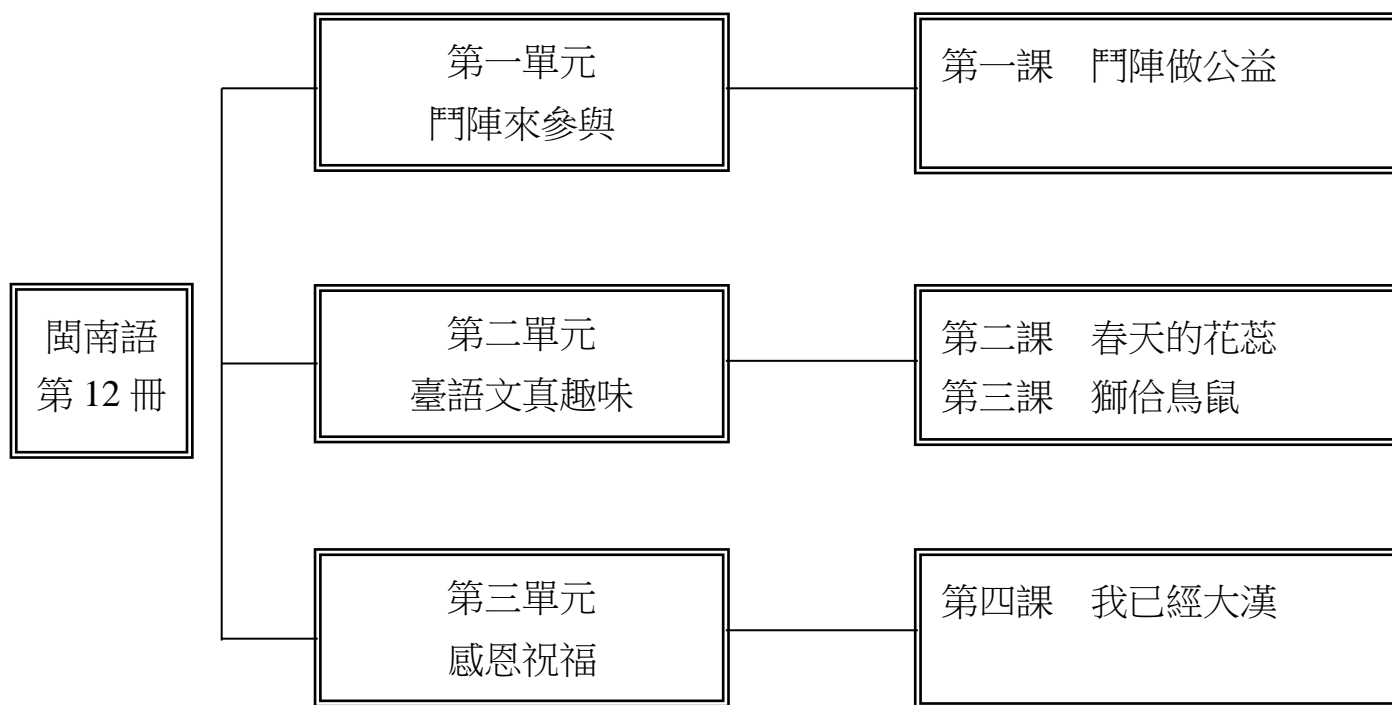 閩南語
第 12 冊
第一單元
鬥陣來參與
第一課　鬥陣做公益
第二單元
臺語文真趣味
第二課　春天的花蕊
第三課　獅佮鳥鼠
第三單元
感恩祝福
第四課　我已經大漢